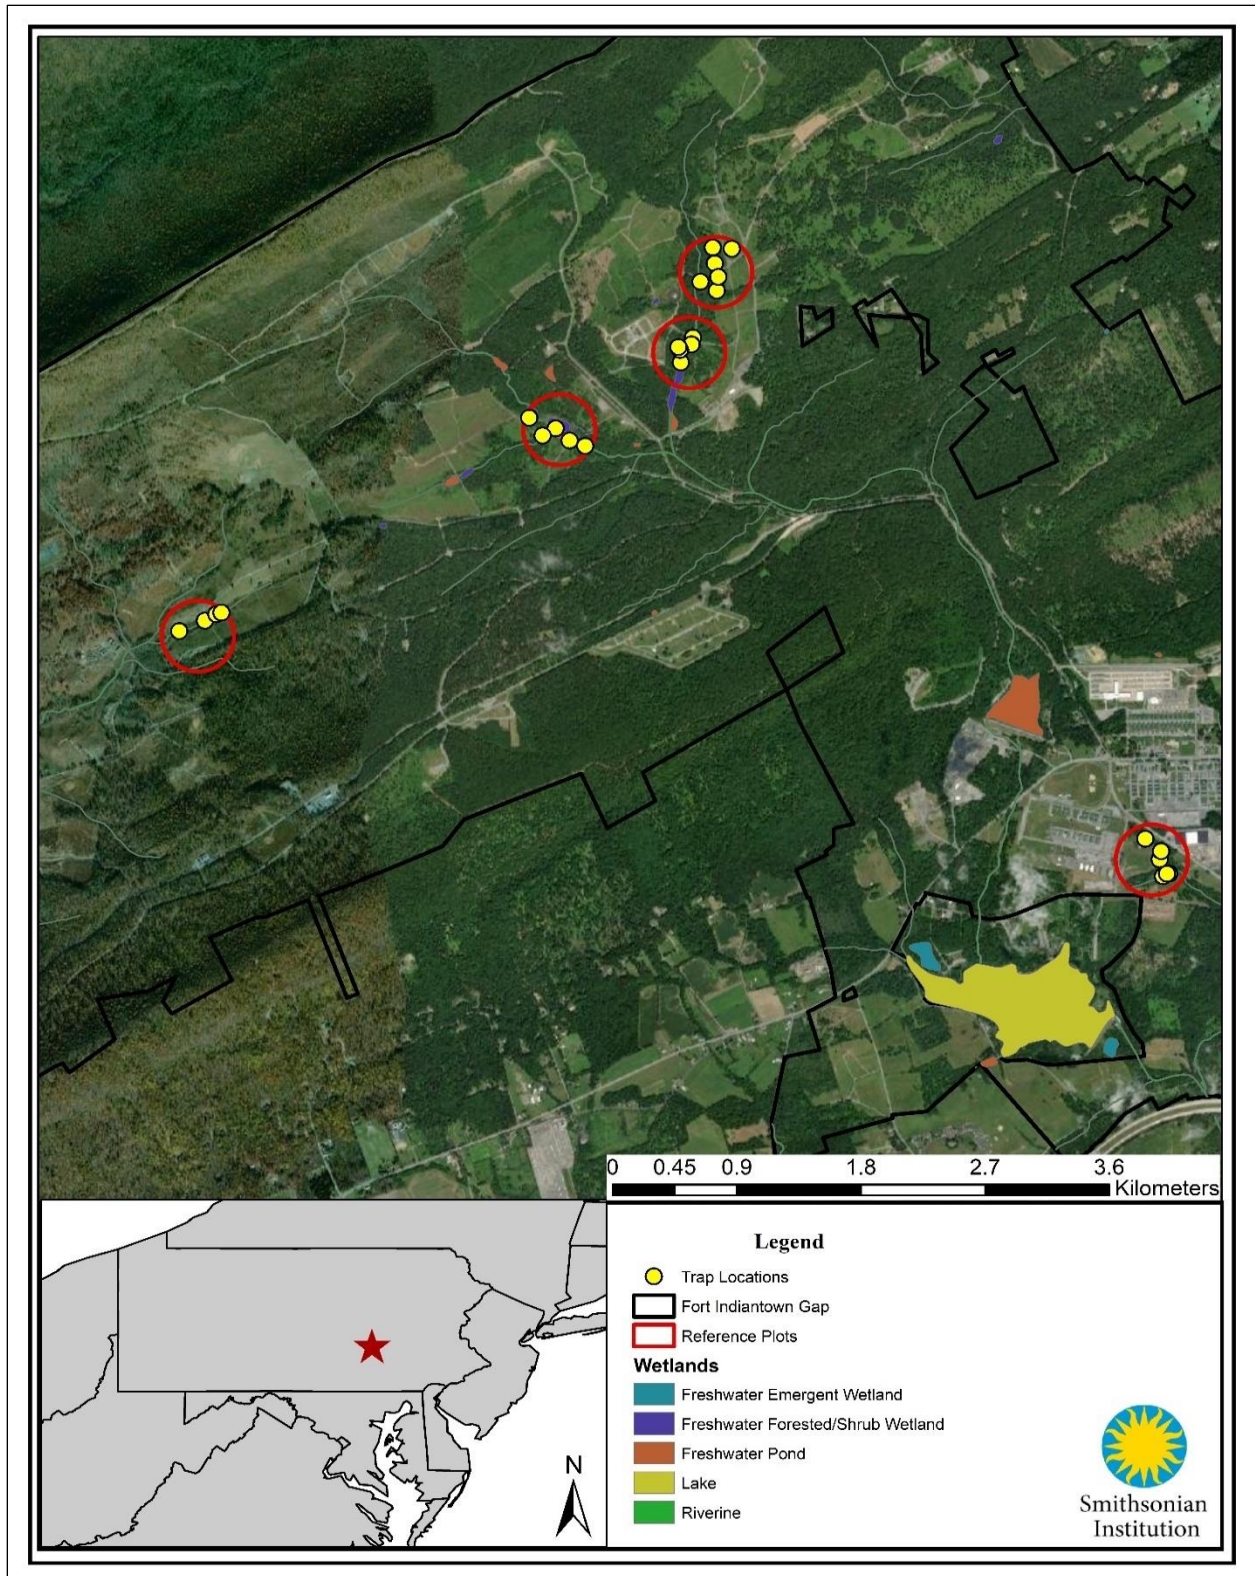 0 0.45 0.9 1.8 2.7 3.6
Kilometers
N
Legend
Trap Locations
Fort Indiantown Gap
Reference Plots
Wetlands
Freshwater Emergent Wetland
Freshwater Forested/Shrub Wetland
Freshwater Pond
Lake
Riverine
Smithsonian
Institution